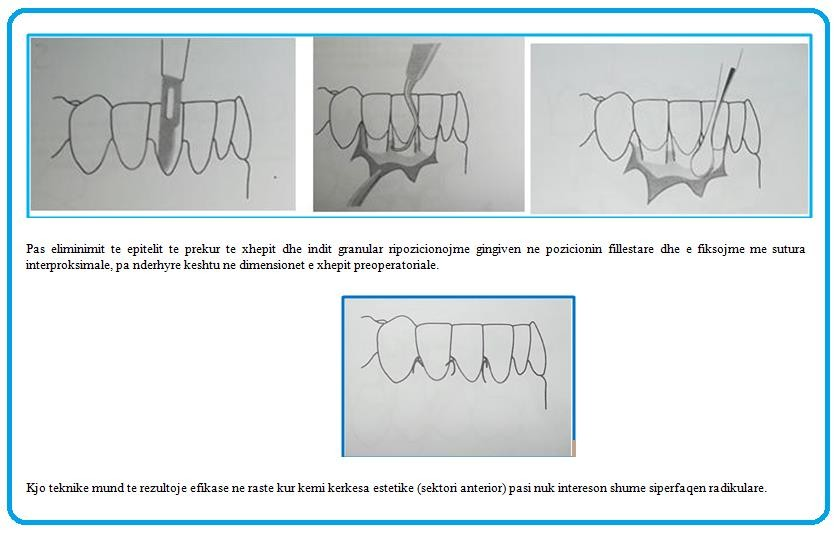 Pas eliminimit te epitelit te prekur te xhepit dhe indit granular ripozicionojme gingiven ne pozicionin fillestare dhe e fiksojme me sutura
interproksimale, pa nderhyre keshtu ne dimensionet e xhepit preoperatoriale.
Kjo teknike mund te rezultoje efikase ne raste kur kemi kerkesa estetike (sektori anterior) pasi nuk intereson shume siperfaqen radikulare.